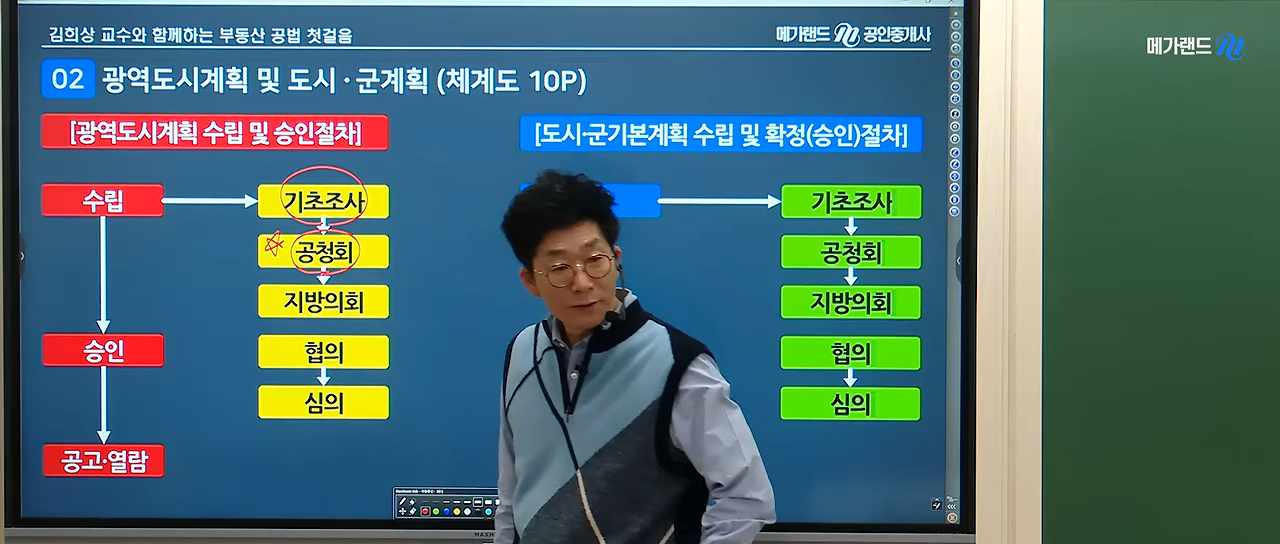 김희상 교수와 함께하는 부동산 공법 첫걸음
메가랜드 공인중개사
메가랜드
02 광역도시계획 및 도시·군계획 (체계도 10P)
[광역도시계획 수립 및 승인절차]
수립
기초조사
공청회
지방의회
승인
협의
심의
공고·열람
[도시·군기본계획 수립 및 확정(승인)절차]
기초조사
공청회
지방의회
협의
심의